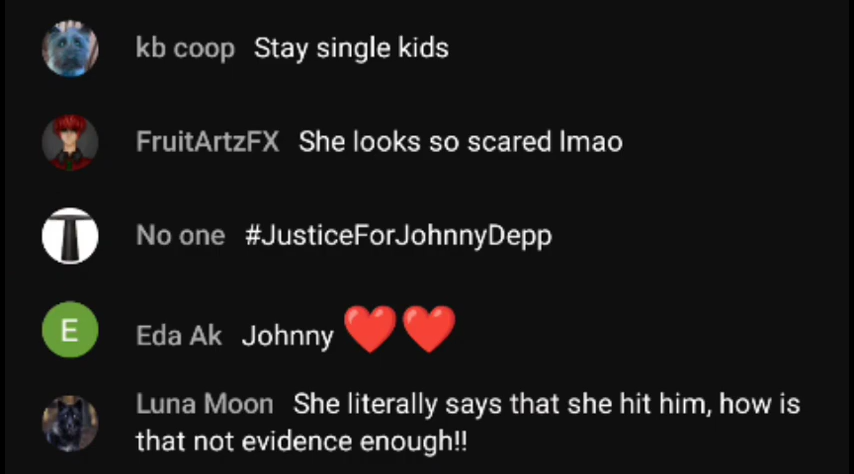 kb coop Stay single kids
FruitArtzFX She looks so scared lmao
No one #JusticeForJohnnyDepp
E
Eda Ak Johnny ❤️❤️
Luna Moon She literally says that she hit him, how is
that not evidence enough!!